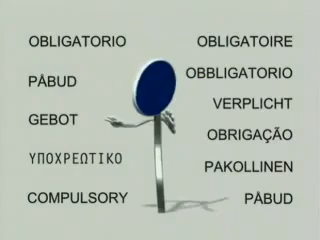 OBLIGATORIO
PÅBUD
GEBOT
ΥΠΟΧΡΕΩΤΙΚΟ
COMPULSORY
OBLIGATOIRE
OBBLIGATORIO
VERPLICHT
OBRIGAÇÃO
PAKOLLINEN
PÅBUD